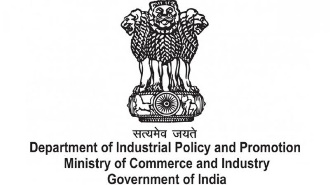 सत्यमेव जयते
Department of Industrial Policy and Promotion
Ministry of Commerce and Industry
Government of India